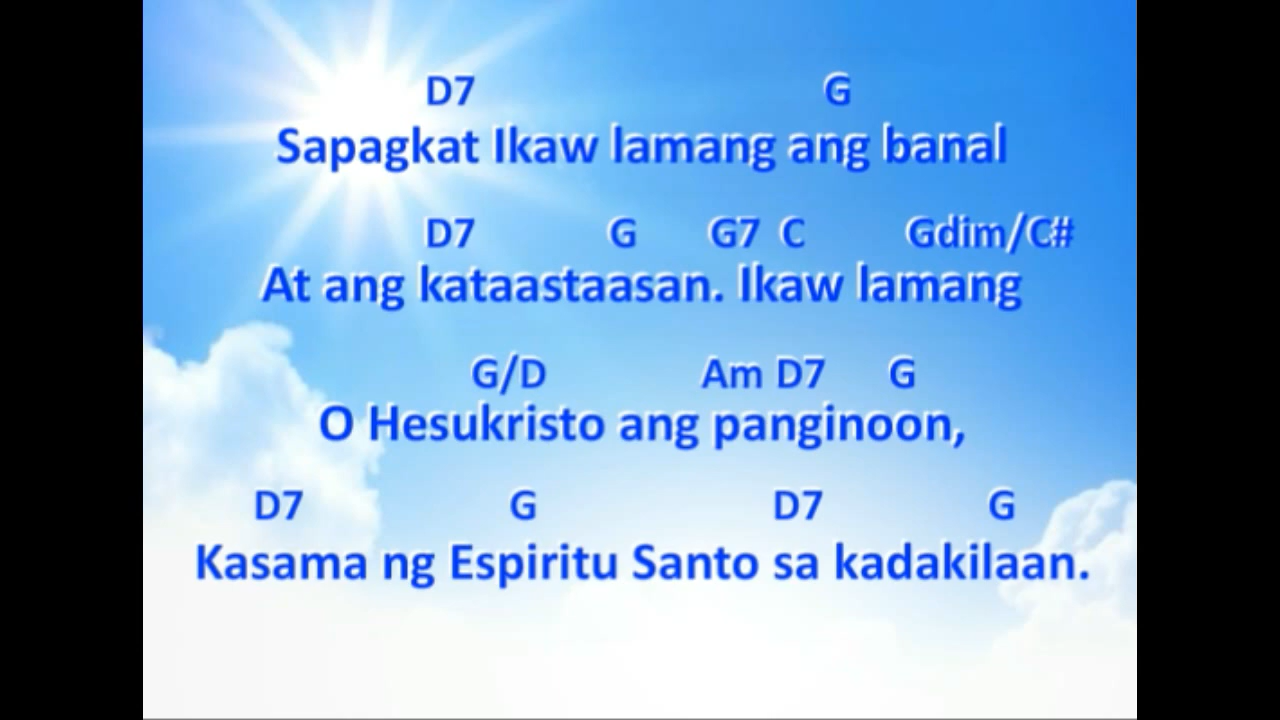 D7 G
Sapagkat Ikaw lamang ang banal
D7 G G7 C Gdim/C#
At ang kataastaasan. Ikaw lamang
G/D Am D7 G
O Hesukristo ang panginoon,
D7 G D7 G
Kasama ng Espiritu Santo sa kadakilaan.